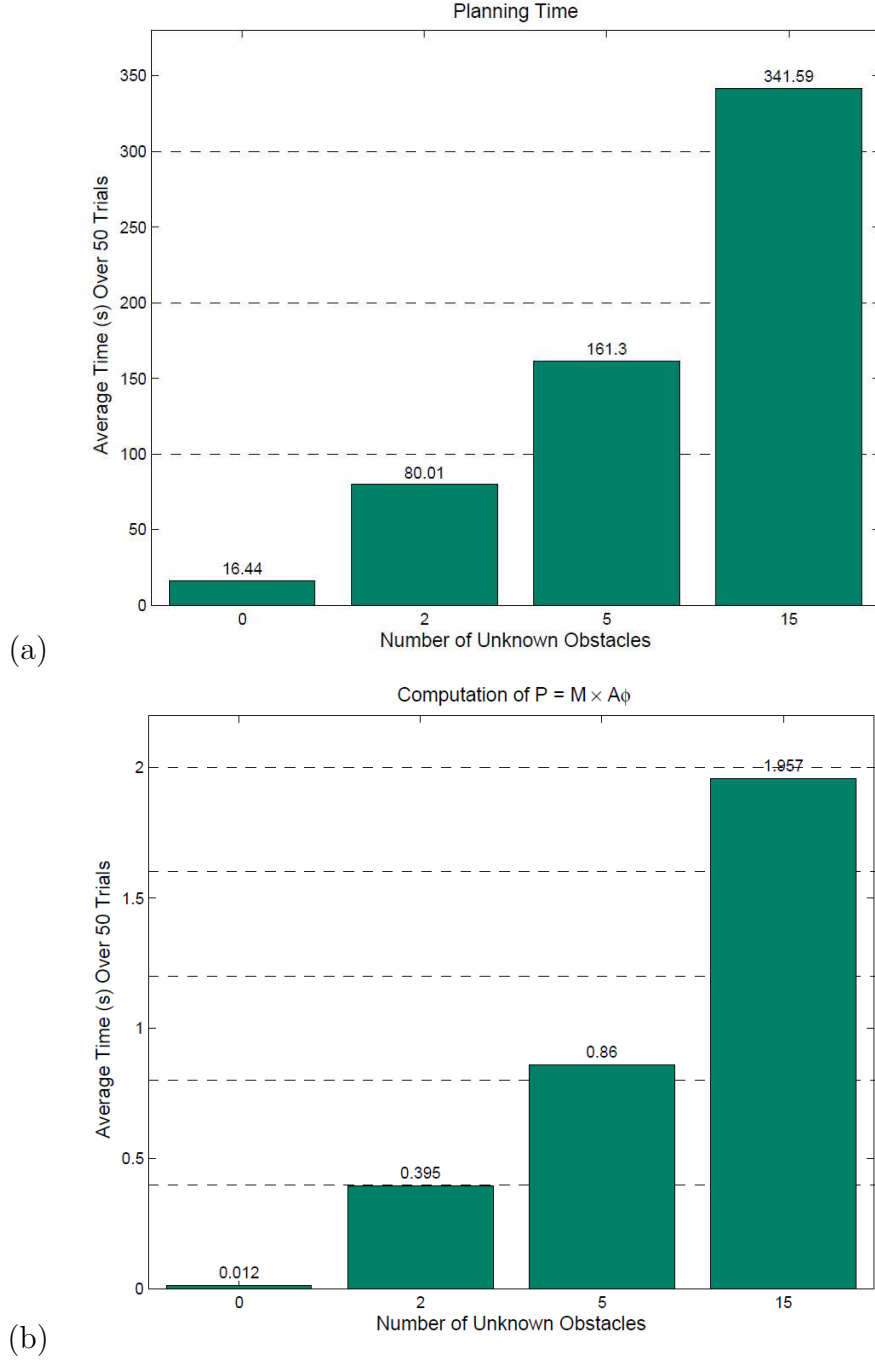 Planning Time
350
300
250
200
150
100
50
0
Average Time (s) Over 50 Trials
16.44
80.01
161.3
341.59
0 2 5 15
Number of Unknown Obstacles
(a)
Computation of P = M × Aϕ
2
1.5
1
0.5
0
Average Time (s) Over 50 Trials
0.012
0.395
0.86
1.957
0 2 5 15
Number of Unknown Obstacles
(b)